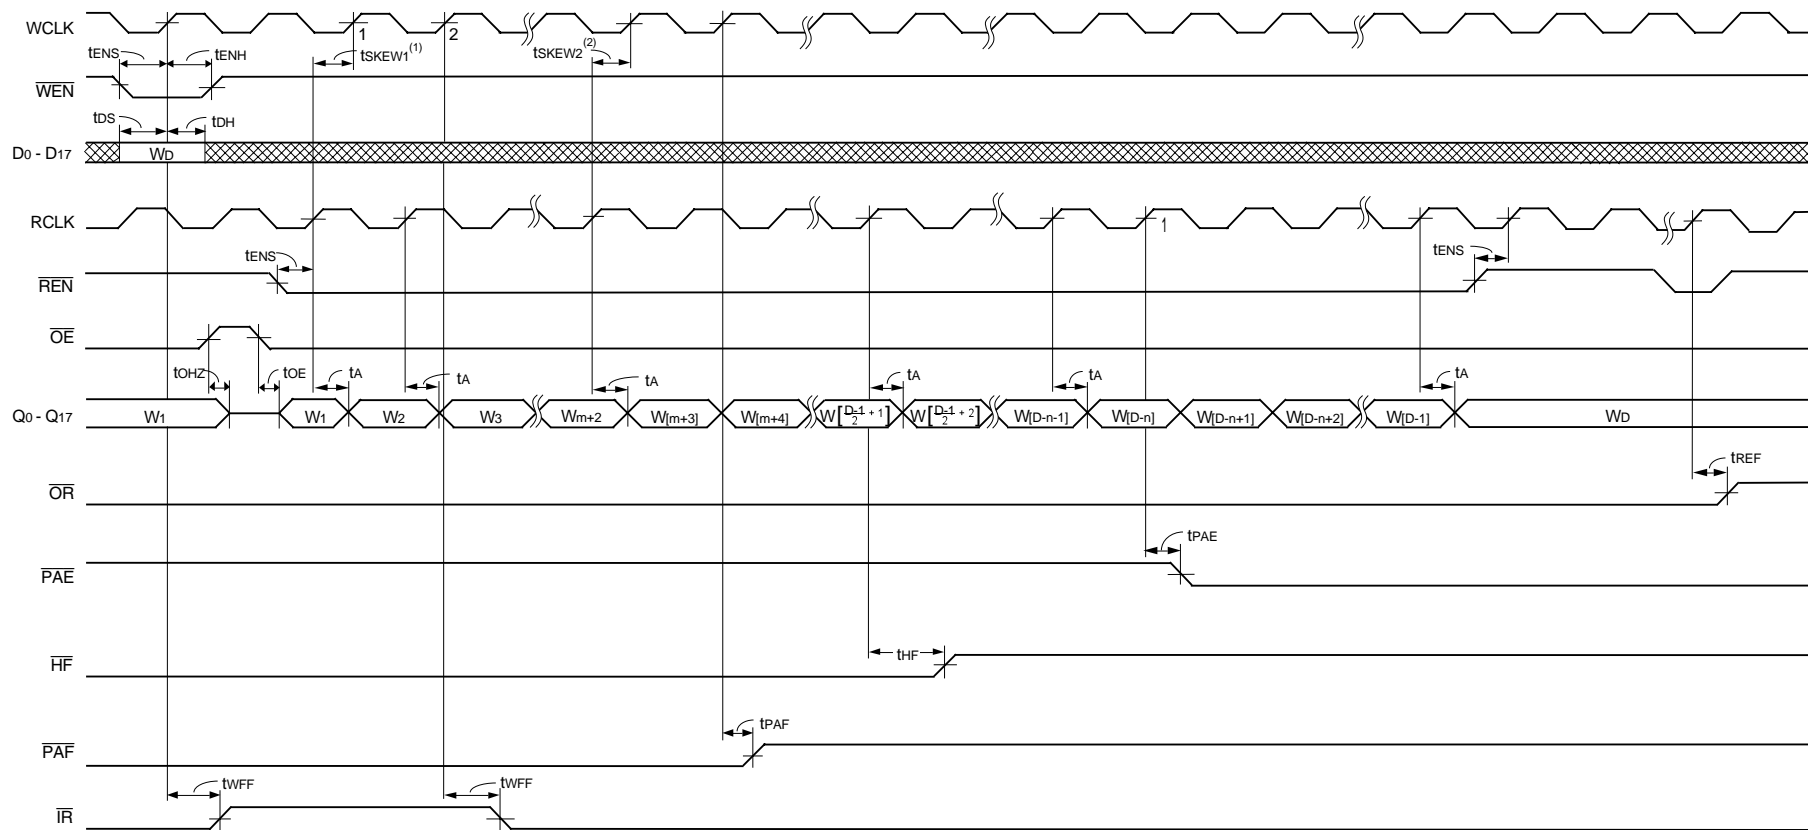 WCLK
1
2
tENS
tENH
tSKEW1(1)
tSKEW2(2)
WEN
tDS
tDH
D0 - D17
WD
RCLK
1
tENS
tENS
REN
OE
tOHZ
tOE
tA
tA
tA
tA
tA
tA
Q0 - Q17
W1
W1
W2
W3
Wm+2
W[m+3]
W[m+4]
W[D-1/2 + 1]
W[D-1/2 + 2]
W[D-n-1]
W[D-n]
W[D-n+1]
W[D-n+2]
W[D-1]
WD
tREF
OR
tPAE
PAE
tHF
HF
tPAF
PAF
tWFF
tWFF
IR